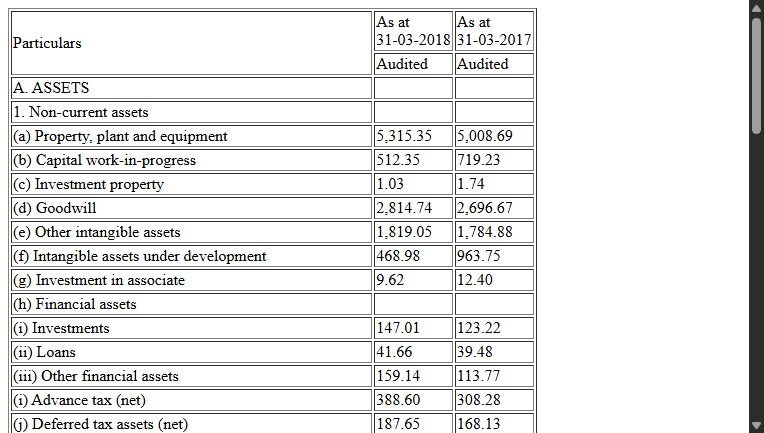 Particulars As at 31-03-2018 As at 31-03-2017
Audited Audited
A. ASSETS
1. Non-current assets
(a) Property, plant and equipment 5,315.35 5,008.69
(b) Capital work-in-progress 512.35 719.23
(c) Investment property 1.03 1.74
(d) Goodwill 2,814.74 2,696.67
(e) Other intangible assets 1,819.05 1,784.88
(f) Intangible assets under development 468.98 963.75
(g) Investment in associate 9.62 12.40
(h) Financial assets
(i) Investments 147.01 123.22
(ii) Loans 41.66 39.48
(iii) Other financial assets 159.14 113.77
(i) Advance tax (net) 388.60 308.28
(j) Deferred tax assets (net) 187.65 168.13